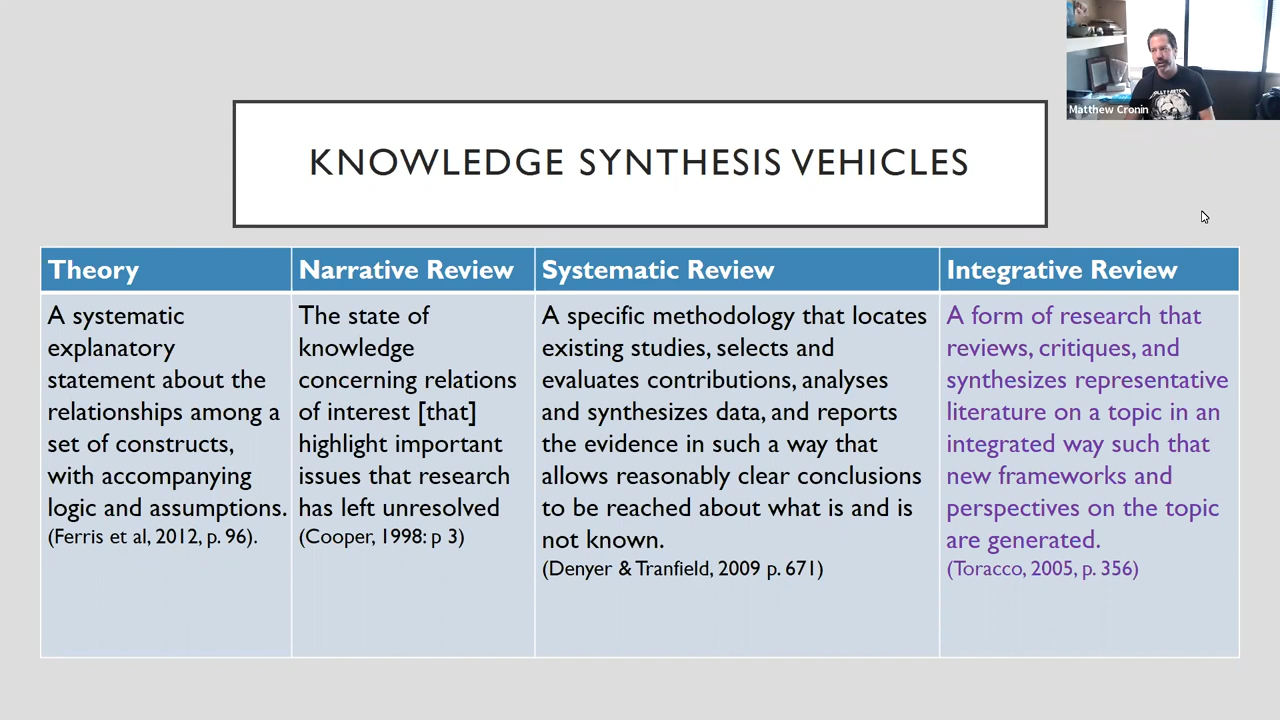 Matthew Cronin
KNOWLEDGE SYNTHESIS VEHICLES
Theory
A systematic
explanatory
statement about the
relationships among a
set of constructs,
with accompanying
logic and assumptions.
(Ferris et al, 2012, p. 96).
Narrative Review
The state of
knowledge
concerning relations
of interest [that]
highlight important
issues that research
has left unresolved
(Cooper, 1998: p 3)
Systematic Review
A specific methodology that locates
existing studies, selects and
evaluates contributions, analyses
and synthesizes data, and reports
the evidence in such a way that
allows reasonably clear conclusions
to be reached about what is and is
not known.
(Denyer & Tranfield, 2009 p. 671)
Integrative Review
A form of research that
reviews, critiques, and
synthesizes representative
literature on a topic in an
integrated way such that
new frameworks and
perspectives on the topic
are generated.
(Toracco, 2005, p. 356)